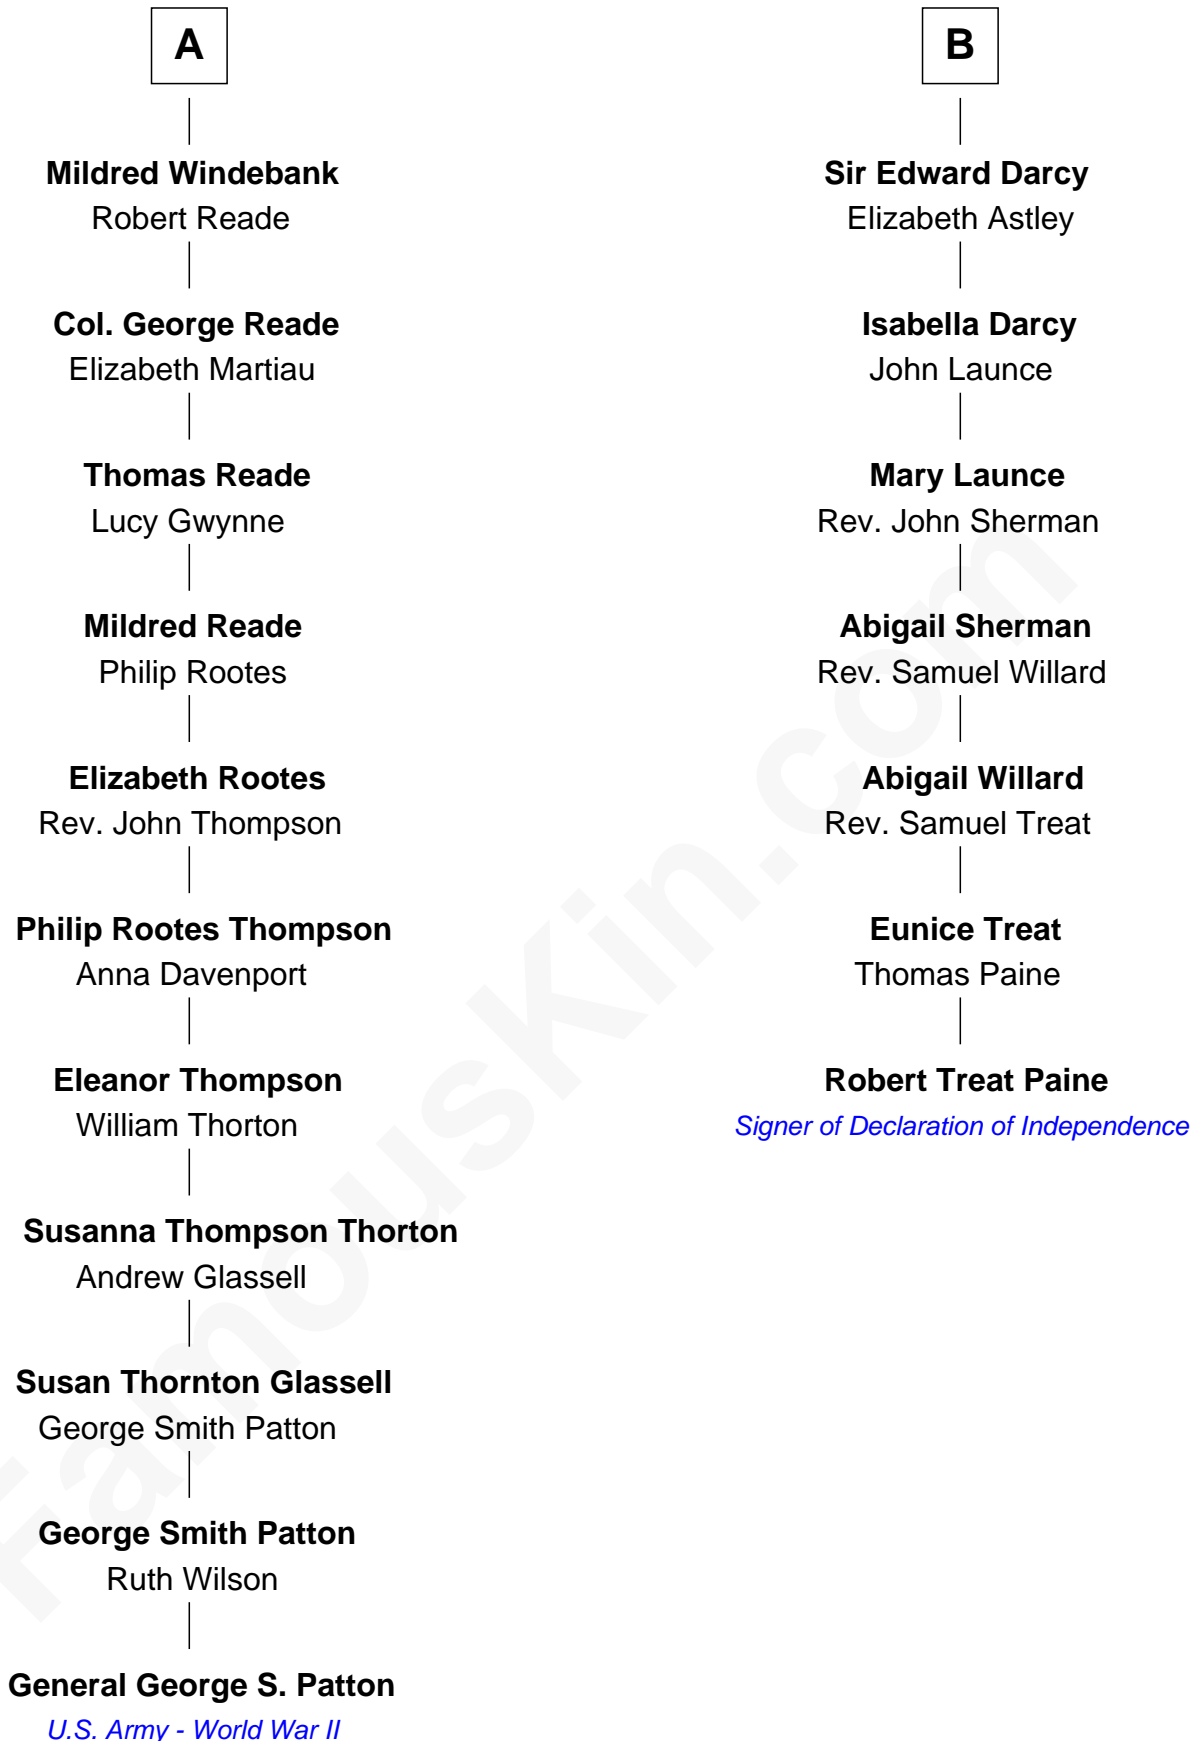 A
Mildred Windebank
Robert Reade
Col. George Reade
Elizabeth Martiau
Thomas Reade
Lucy Gwynne
Mildred Reade
Philip Rootes
Elizabeth Rootes
Rev. John Thompson
Philip Rootes Thompson
Anna Davenport
Eleanor Thompson
William Thorton
Susanna Thompson Thorton
Andrew Glassell
Susan Thornton Glassell
George Smith Patton
George Smith Patton
Ruth Wilson
General George S. Patton
U.S. Army - World War II
B
Sir Edward Darcy
Elizabeth Astley
Isabella Darcy
John Launce
Mary Launce
Rev. John Sherman
Abigail Sherman
Rev. Samuel Willard
Abigail Willard
Rev. Samuel Treat
Eunice Treat
Thomas Paine
Robert Treat Paine
Signer of Declaration of Independence
FamousKin.com